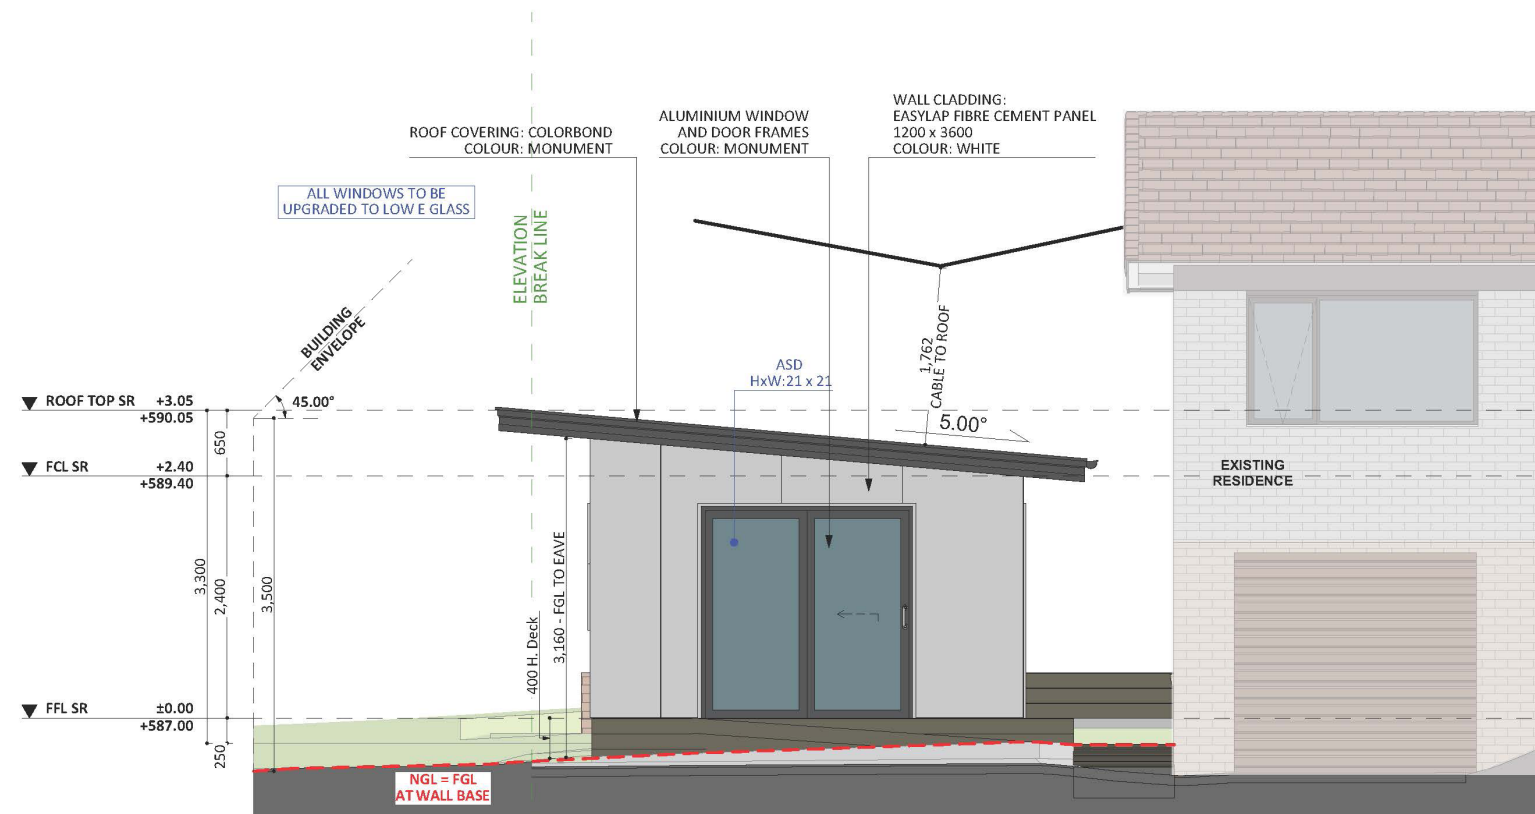 WALL CLADDING:
EASYLAP FIBRE CEMENT PANEL
1200 x 3600
COLOUR: WHITE
ALUMINIUM WINDOW
AND DOOR FRAMES
COLOUR: MONUMENT
ROOF COVERING: COLORBOND
COLOUR: MONUMENT
ALL WINDOWS TO BE
UPGRADED TO LOW E GLASS
ELEVATION
BREAK LINE
BUILDING
ENVELOPE
45.00°
1,762
CABLE TO ROOF
ASD
HxW:21 x 21
5.00°
ROOF TOP SR +3.05
+590.05
650
FCL SR +2.40
+589.40
EXISTING
RESIDENCE
3,300
2,400
3,500
400 H. Deck
3,160 - FGL TO EAVE
FFL SR ±0.00
+587.00
250
NGL = FGL
AT WALL BASE